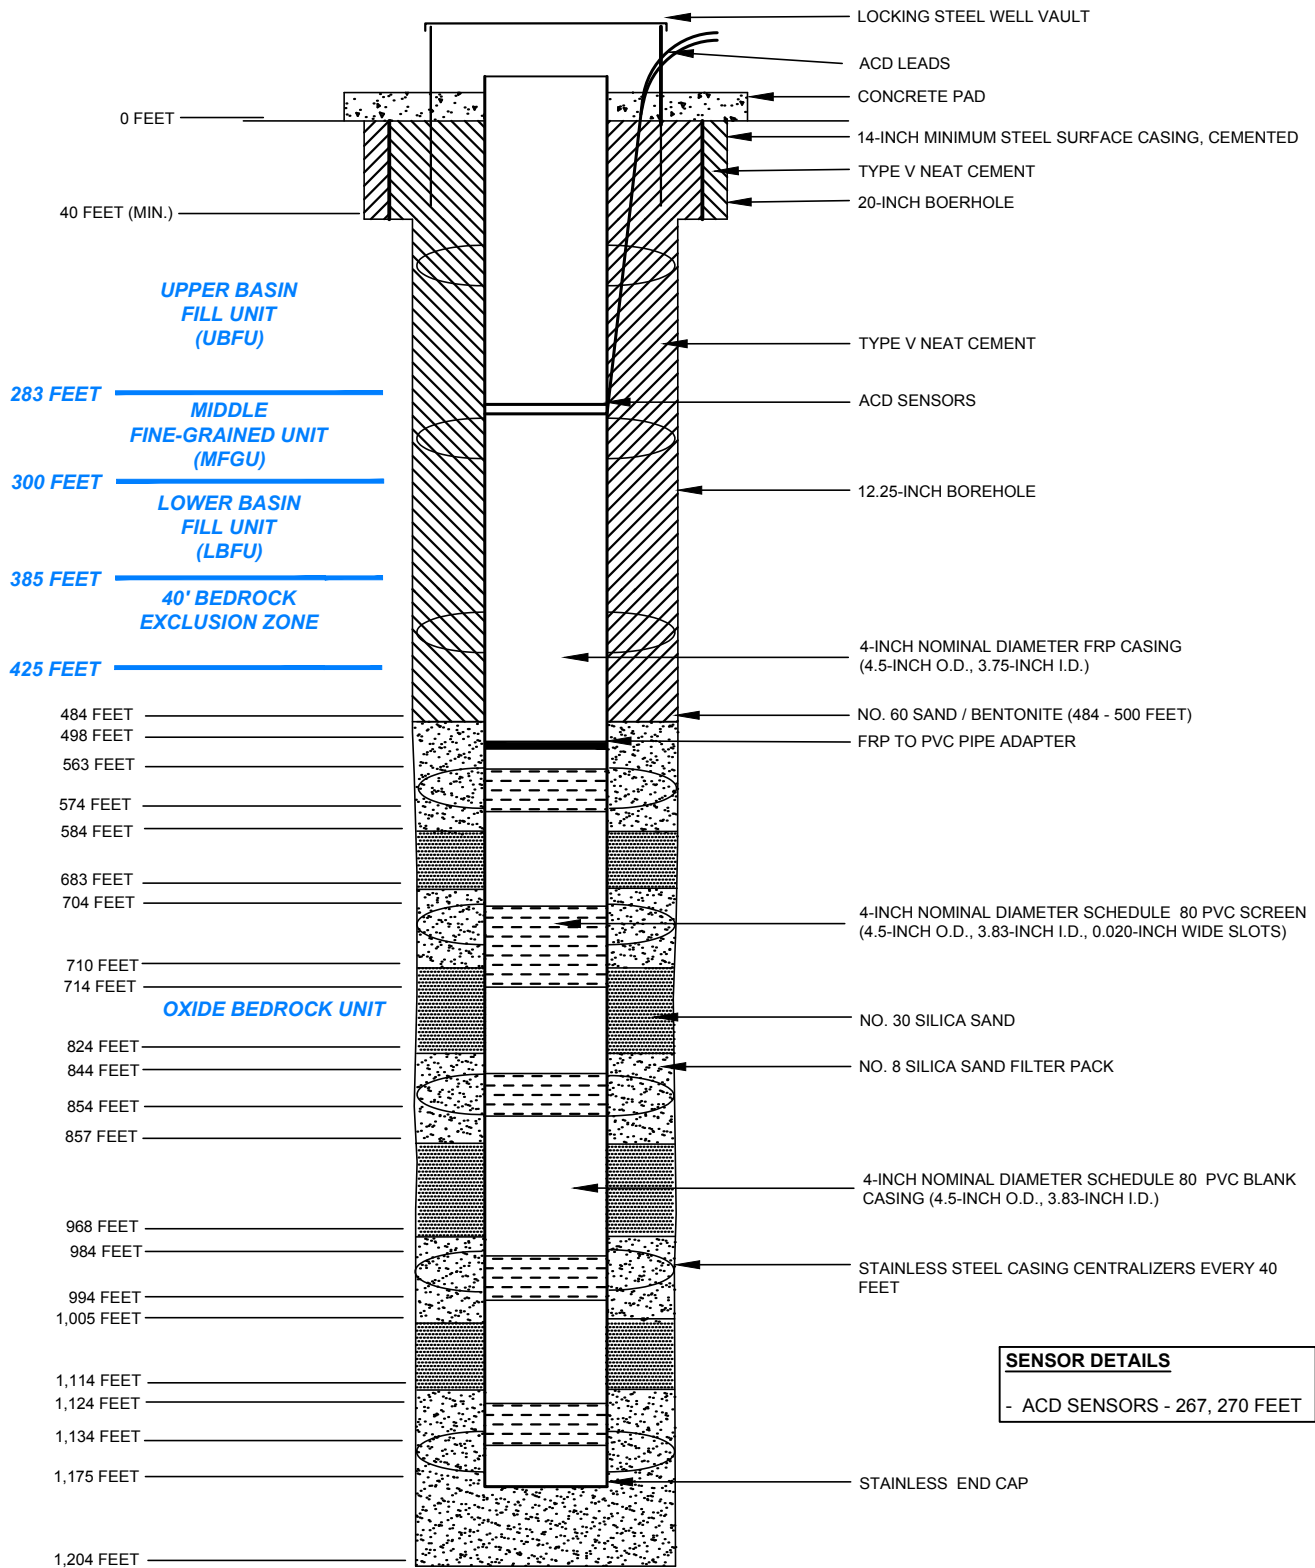 LOCKING STEEL WELL VAULT
ACD LEADS
CONCRETE PAD
0 FEET
14-INCH MINIMUM STEEL SURFACE CASING, CEMENTED
TYPE V NEAT CEMENT
20-INCH BOERHOLE
40 FEET (MIN.)
UPPER BASIN
FILL UNIT
(UBFU)
TYPE V NEAT CEMENT
283 FEET
ACD SENSORS
MIDDLE
FINE-GRAINED UNIT
(MFGU)
300 FEET
12.25-INCH BOREHOLE
LOWER BASIN
FILL UNIT
(LBFU)
385 FEET
40' BEDROCK
EXCLUSION ZONE
4-INCH NOMINAL DIAMETER FRP CASING
(4.5-INCH O.D., 3.75-INCH I.D.)
425 FEET
484 FEET
NO. 60 SAND / BENTONITE (484 - 500 FEET)
498 FEET
FRP TO PVC PIPE ADAPTER
563 FEET
574 FEET
584 FEET
683 FEET
704 FEET
4-INCH NOMINAL DIAMETER SCHEDULE 80 PVC SCREEN
(4.5-INCH O.D., 3.83-INCH I.D., 0.020-INCH WIDE SLOTS)
710 FEET
714 FEET
OXIDE BEDROCK UNIT
NO. 30 SILICA SAND
824 FEET
844 FEET
NO. 8 SILICA SAND FILTER PACK
854 FEET
857 FEET
4-INCH NOMINAL DIAMETER SCHEDULE 80 PVC BLANK
CASING (4.5-INCH O.D., 3.83-INCH I.D.)
968 FEET
984 FEET
STAINLESS STEEL CASING CENTRALIZERS EVERY 40
FEET
994 FEET
1,005 FEET
SENSOR DETAILS
- ACD SENSORS - 267, 270 FEET
1,114 FEET
1,124 FEET
1,134 FEET
1,175 FEET
STAINLESS END CAP
1,204 FEET